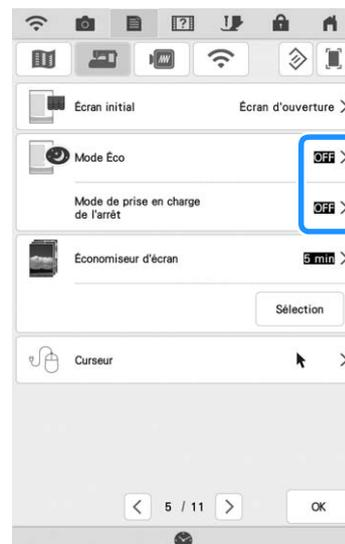 Écran initial Écran d'ouverture
Mode Éco OFF
Mode de prise en charge
de l'arrêt OFF
Économiseur d'écran 5 min
Sélection
Curseur
< 5 / 11 > OK